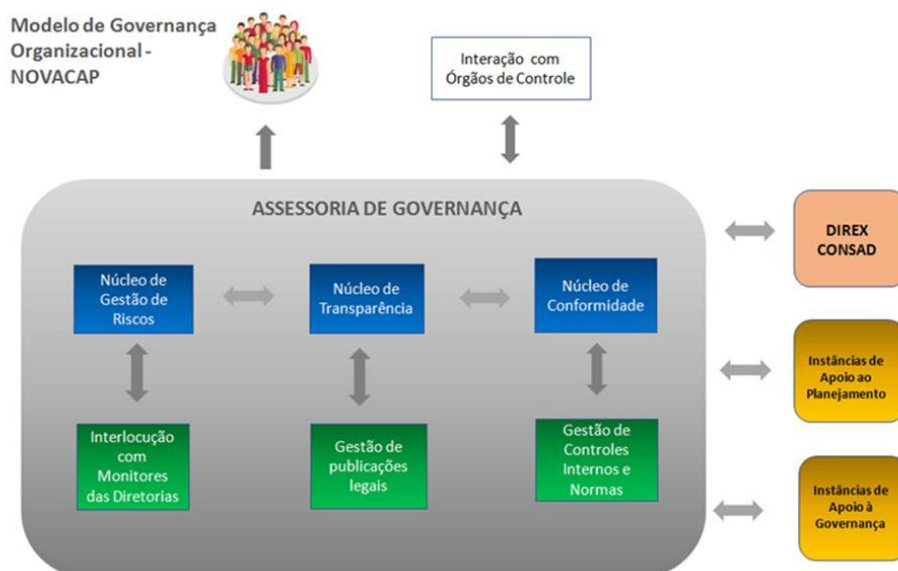 Modelo de Governança
Organizacional -
NOVACAP
Interação com
Órgãos de Controle
ASSESSORIA DE GOVERNANÇA
Núcleo de
Gestão de
Riscos
Núcleo de
Transparência
Núcleo de
Conformidade
Interlocução
com
Monitores
das Diretorias
Gestão de
publicações
legais
Gestão de
Controles
Internos e
Normas
DIREX
CONSAD
Instâncias de
Apoio ao
Planejamento
Instâncias de
Apoio à
Governança